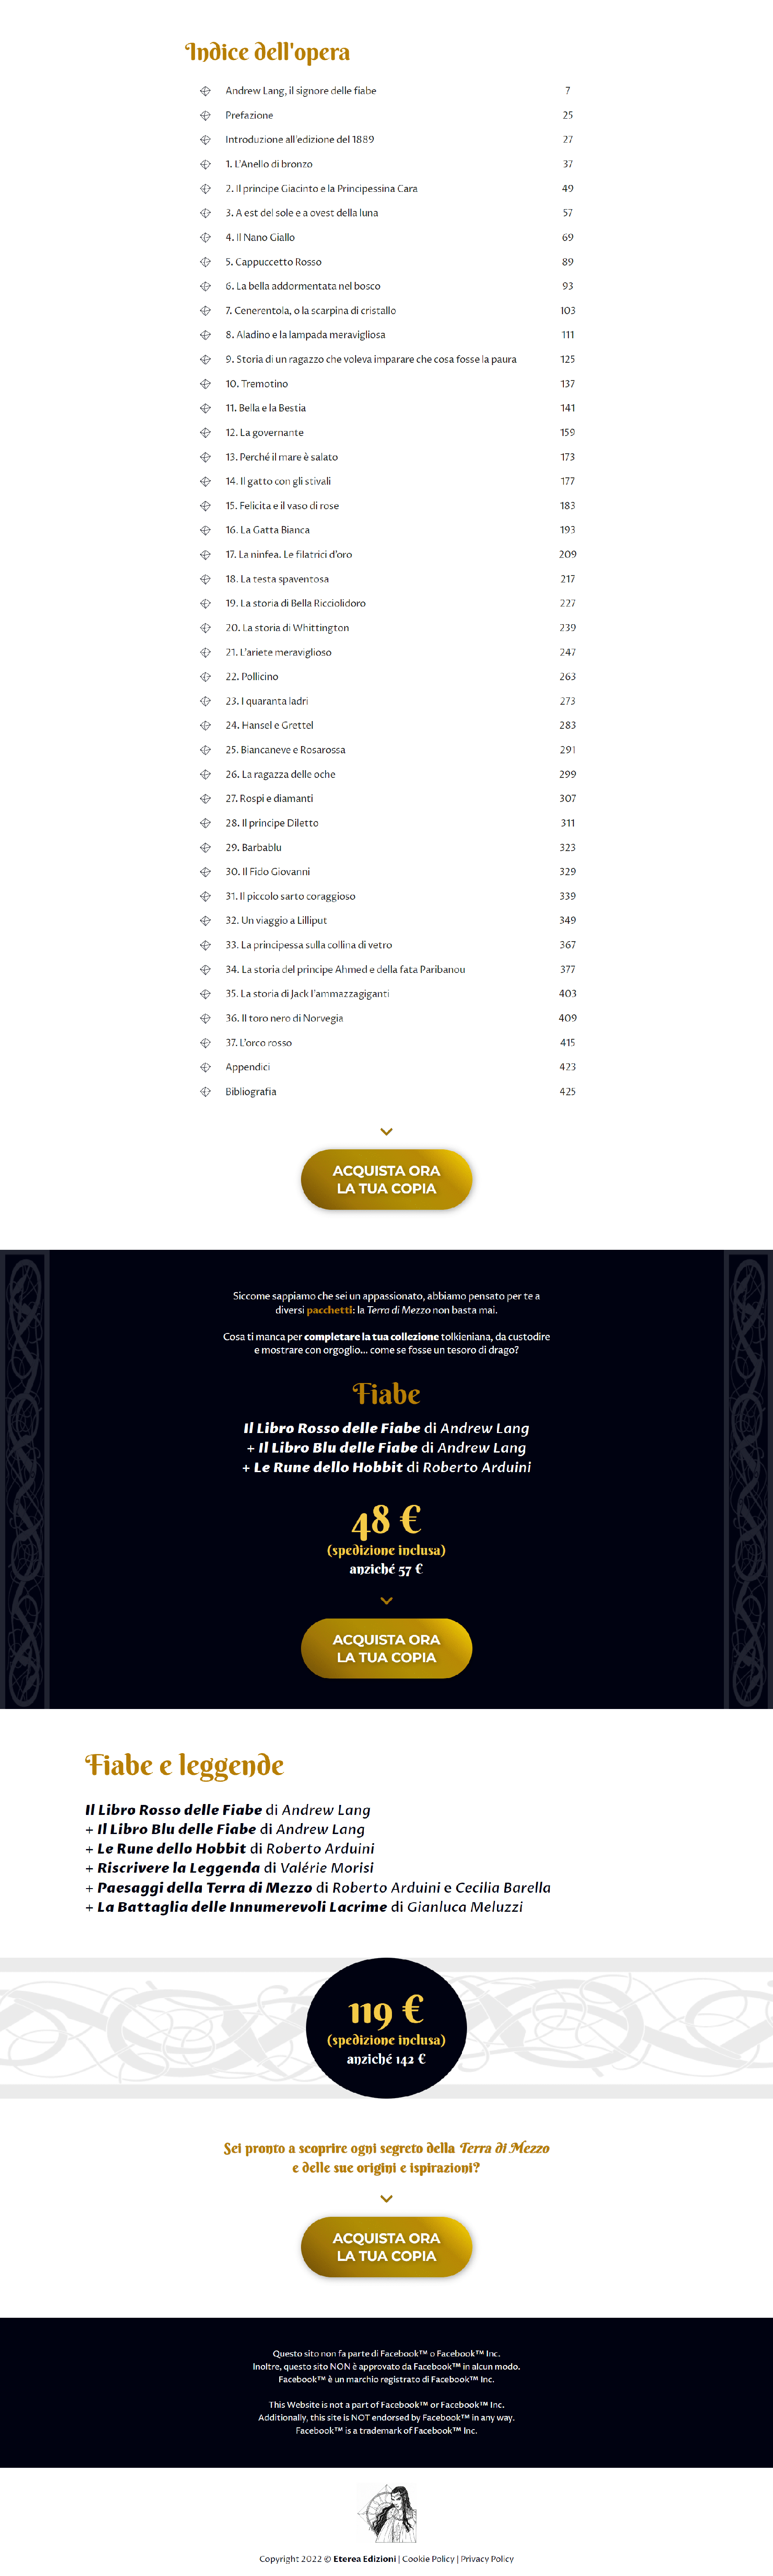 Indice dell'opera
Andrew Lang, il signore delle fiabe 7
Prefazione 25
Introduzione all'edizione del 1889 27
1. L'Anello di bronzo 37
2. Il principe Giacinto e la Principessina Cara 49
3. A est del sole e a ovest della luna 57
4. Il Nano Giallo 69
5. Cappuccetto Rosso 89
6. La bella addormentata nel bosco 93
7. Cenerentola, o la scarpina di cristallo 103
8. Aladino e la lampada meravigliosa 111
9. Storia di un ragazzo che voleva imparare che cosa fosse la paura 125
10. Tremotino 137
11. Bella e la Bestia 141
12. La governante 159
13. Perché il mare è salato 173
14. Il gatto con gli stivali 177
15. Felicita e il vaso di rose 183
16. La Gatta Bianca 193
17. La ninfea. Le filatrici d'oro 209
18. La testa spaventosa 217
19. La storia di Bella Ricciolidoro 227
20. La storia di Whittington 239
21. L'ariete meraviglioso 247
22. Pollicino 263
23. I quaranta ladri 273
24. Hansel e Grettel 283
25. Biancaneve e Rosarossa 291
26. La ragazza delle oche 299
27. Rospi e diamanti 307
28. Il principe Diletto 311
29. Barbablu 323
30. Il Fido Giovanni 329
31. Il piccolo sarto coraggioso 339
32. Un viaggio a Lilliput 349
33. La principessa sulla collina di vetro 367
34. La storia del principe Ahmed e della fata Paribanou 377
35. La storia di Jack l'ammazzagiganti 403
36. Il toro nero di Norvegia 409
37. L'orco rosso 415
Appendici 423
Bibliografia 425
ACQUISTA ORA
LA TUA COPIA
Siccome sappiamo che sei un appassionato, abbiamo pensato per te a
diversi pacchetti: la Terra di Mezzo non basta mai.
Cosa ti manca per completare la tua collezione tolkieniana, da custodire
e mostrare con orgoglio... come se fosse un tesoro di drago?
Fiabe
Il Libro Rosso delle Fiabe di Andrew Lang
+ Il Libro Blu delle Fiabe di Andrew Lang
+ Le Rune dello Hobbit di Roberto Arduini
48 €
(spedizione inclusa)
anziché 57 €
ACQUISTA ORA
LA TUA COPIA
Fiabe e leggende
Il Libro Rosso delle Fiabe di Andrew Lang
+ Il Libro Blu delle Fiabe di Andrew Lang
+ Le Rune dello Hobbit di Roberto Arduini
+ Riscrivere la Leggenda di Valérie Morisi
+ Paesaggi della Terra di Mezzo di Roberto Arduini e Cecilia Barella
+ La Battaglia delle Innumerevoli Lacrime di Gianluca Meluzzi
119 €
(spedizione inclusa)
anziché 142 €
Sei pronto a scoprire ogni segreto della Terra di Mezzo
e delle sue origini e ispirazioni?
ACQUISTA ORA
LA TUA COPIA
Questo sito non fa parte di Facebook™ o Facebook™ Inc.
Inoltre, questo sito NON è approvato da Facebook™ in alcun modo.
Facebook™ è un marchio registrato di Facebook™ Inc.
This Website is not a part of Facebook™ or Facebook™ Inc.
Additionally, this site is NOT endorsed by Facebook™ in any way.
Facebook™ is a trademark of Facebook™ Inc.
Copyright 2022 © Eterea Edizioni | Cookie Policy | Privacy Policy